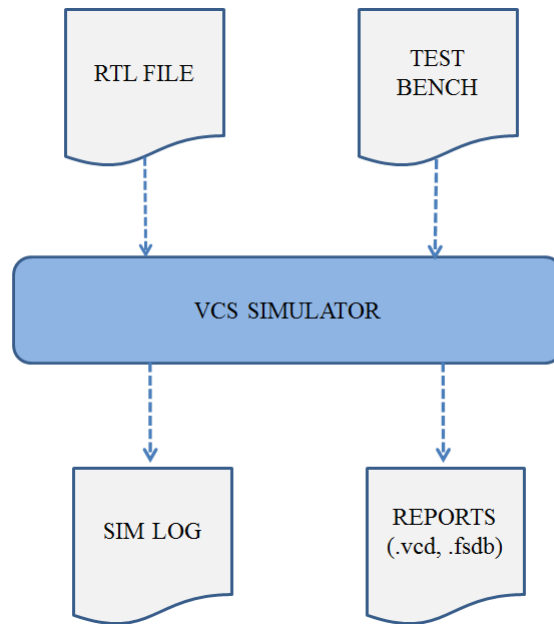 RTL FILE
TEST
BENCH
VCS SIMULATOR
SIM LOG
REPORTS
(.vcd, .fsdb)